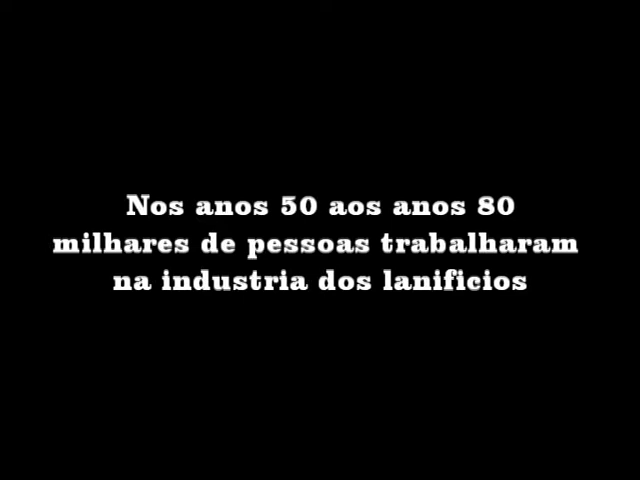 Nos anos 50 aos anos 80
milhares de pessoas trabalharam
na industria dos lanificios